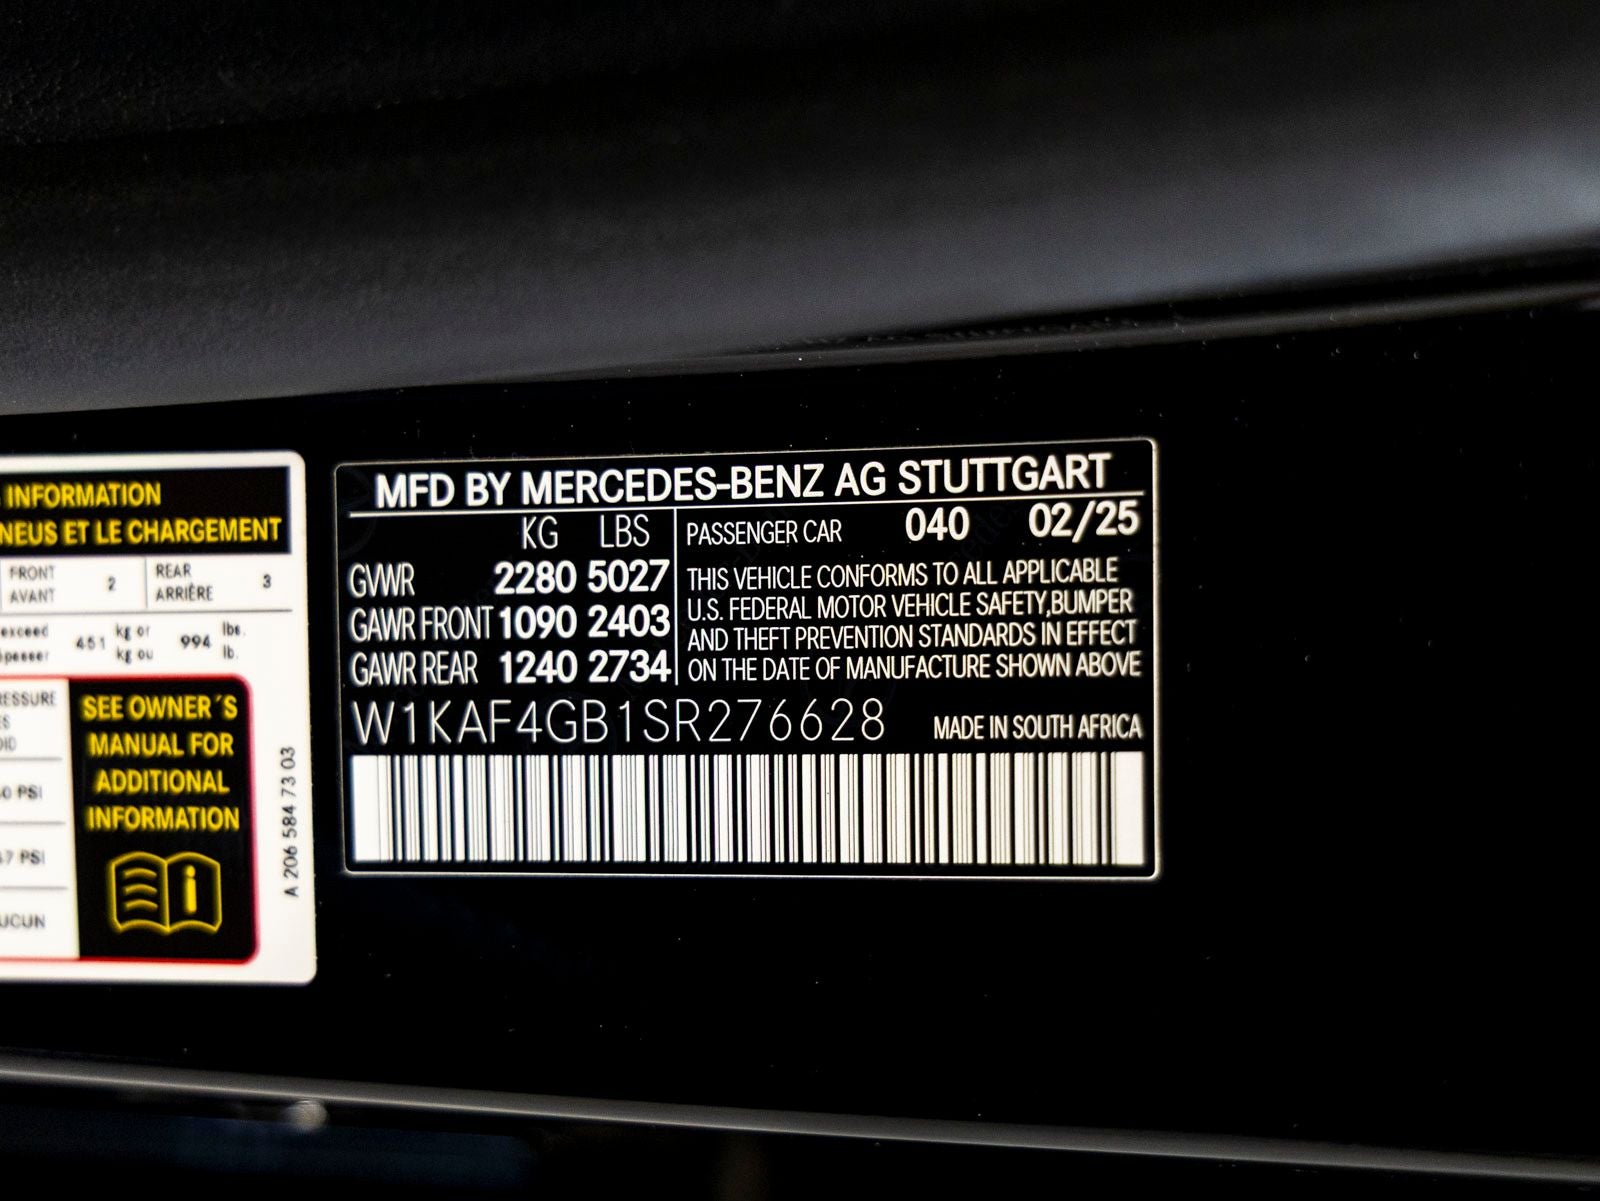 INFORMATION
NEUS ET LE CHARGEMENT
FRONT
AVANT
2
REAR
ARRIÈRE
3
exceed
451
kg or
kg ou
994
lbs.
lb.
SEE OWNER´S
MANUAL FOR
ADDITIONAL
INFORMATION
PSI
PSI
A 206 584 73 03
MFD BY MERCEDES-BENZ AG STUTTGART
KG LBS
GVWR 2280 5027
GAWR FRONT 1090 2403
GAWR REAR 1240 2734
PASSENGER CAR 040 02/25
THIS VEHICLE CONFORMS TO ALL APPLICABLE
U.S. FEDERAL MOTOR VEHICLE SAFETY,BUMPER
AND THEFT PREVENTION STANDARDS IN EFFECT
ON THE DATE OF MANUFACTURE SHOWN ABOVE
W1KAF4GB1SR276628 MADE IN SOUTH AFRICA